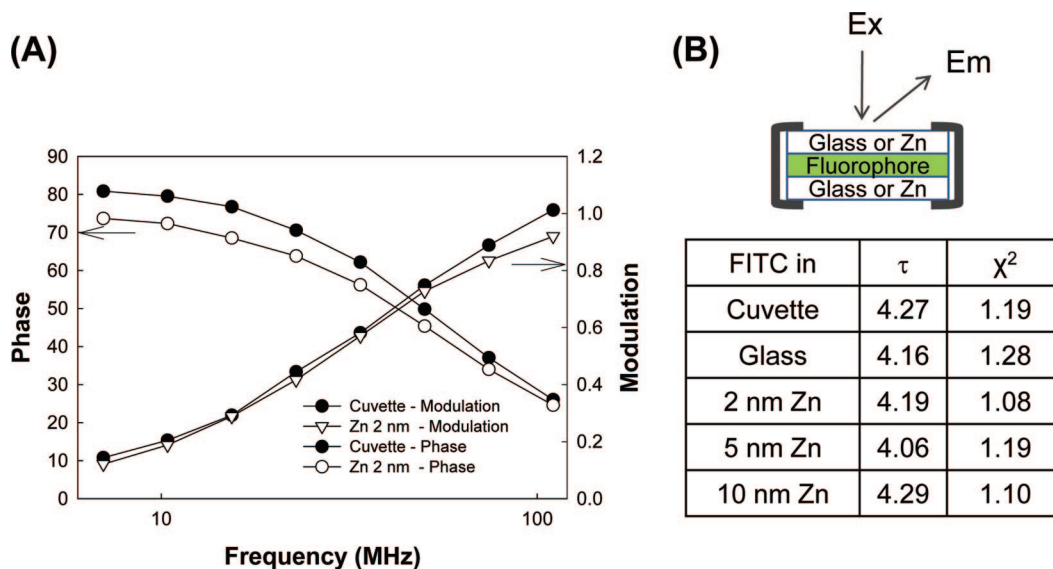 (A)
90
80
70
60
50
40
30
20
10
0
Phase
1.2
1.0
0.8
0.6
0.4
0.2
0.0
Modulation
Cuvette - Modulation
Zn 2 nm - Modulation
Cuvette - Phase
Zn 2 nm - Phase
10 100
Frequency (MHz)
(B)
Ex
Em
Glass or Zn
Fluorophore
Glass or Zn
FITC in τ χ²
Cuvette 4.27 1.19
Glass 4.16 1.28
2 nm Zn 4.19 1.08
5 nm Zn 4.06 1.19
10 nm Zn 4.29 1.10